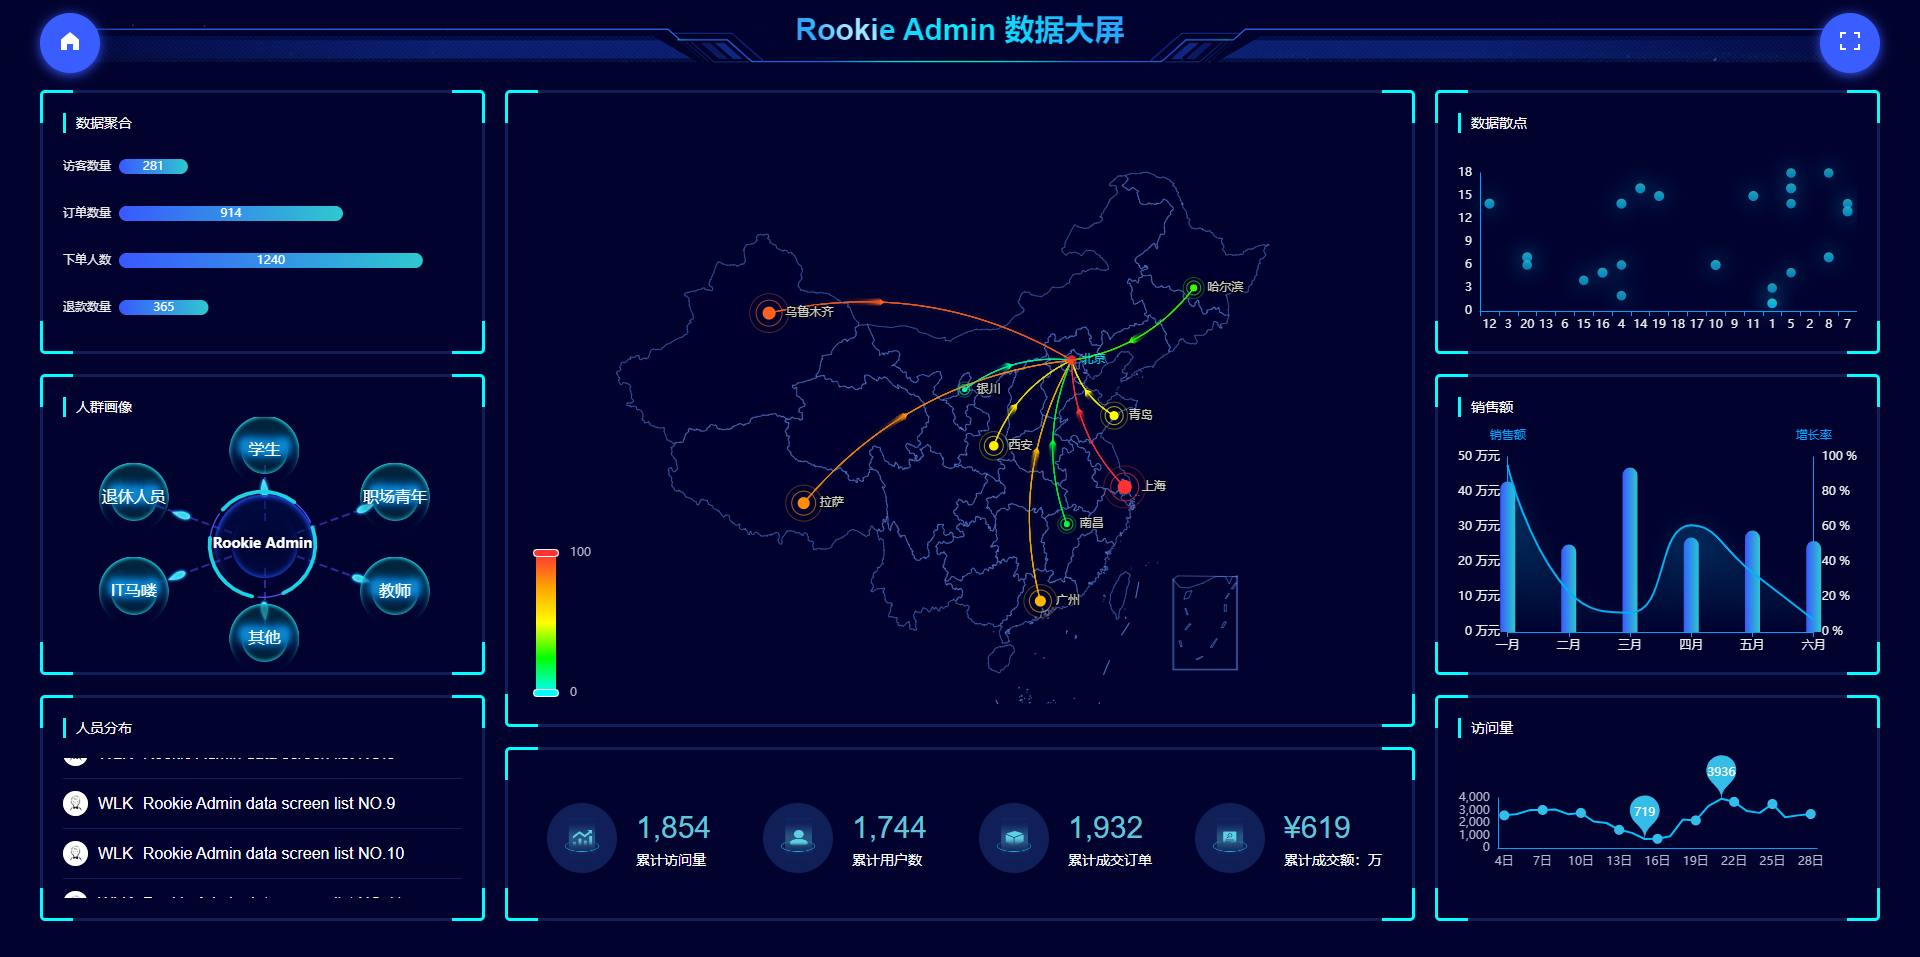 Rookie Admin 数据大屏
数据聚合
访客数量 281
订单数量 914
下单人数 1240
退款数量 365
人群画像
学生
退休人员
职场青年
Rookie Admin
IT马喽
教师
其他
人员分布
WLK Rookie Admin data screen list NO.9
WLK Rookie Admin data screen list NO.10
哈尔滨
乌鲁木齐
北京
银川
青岛
西安
拉萨
上海
南昌
广州
100
0
1,854
累计访问量
1,744
累计用户数
1,932
累计成交订单
¥619
累计成交额：万
数据散点
18
15
12
9
6
3
0
12 3 20 13 6 15 16 4 14 19 18 17 10 9 11 1 5 2 8 7
销售额
销售额 增长率
50 万元 100 %
40 万元 80 %
30 万元 60 %
20 万元 40 %
10 万元 20 %
0 万元 0 %
一月 二月 三月 四月 五月 六月
访问量
3936
719
4,000
3,000
2,000
1,000
0
4日 7日 10日 13日 16日 19日 22日 25日 28日